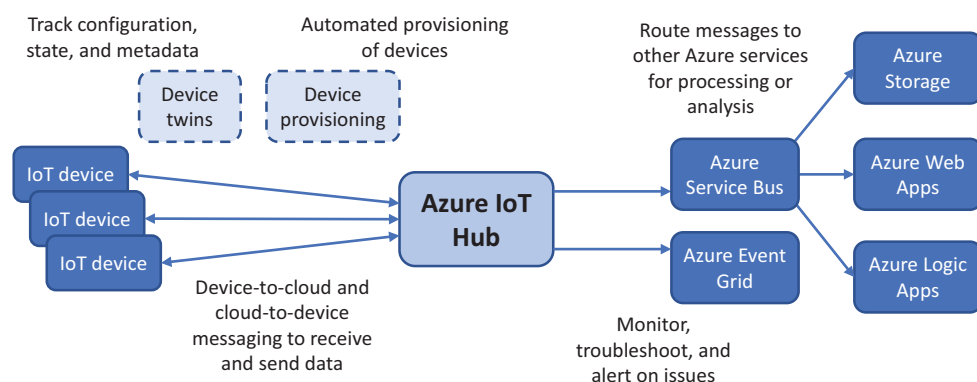 Track configuration,
state, and metadata
Automated provisioning
of devices
Device
twins
Device
provisioning
Route messages to
other Azure services
for processing or
analysis
Azure
Storage
IoT device
IoT device
IoT device
Azure IoT
Hub
Azure
Service Bus
Azure Web
Apps
Azure Event
Grid
Azure Logic
Apps
Device-to-cloud and
cloud-to-device
messaging to receive
and send data
Monitor,
troubleshoot, and
alert on issues